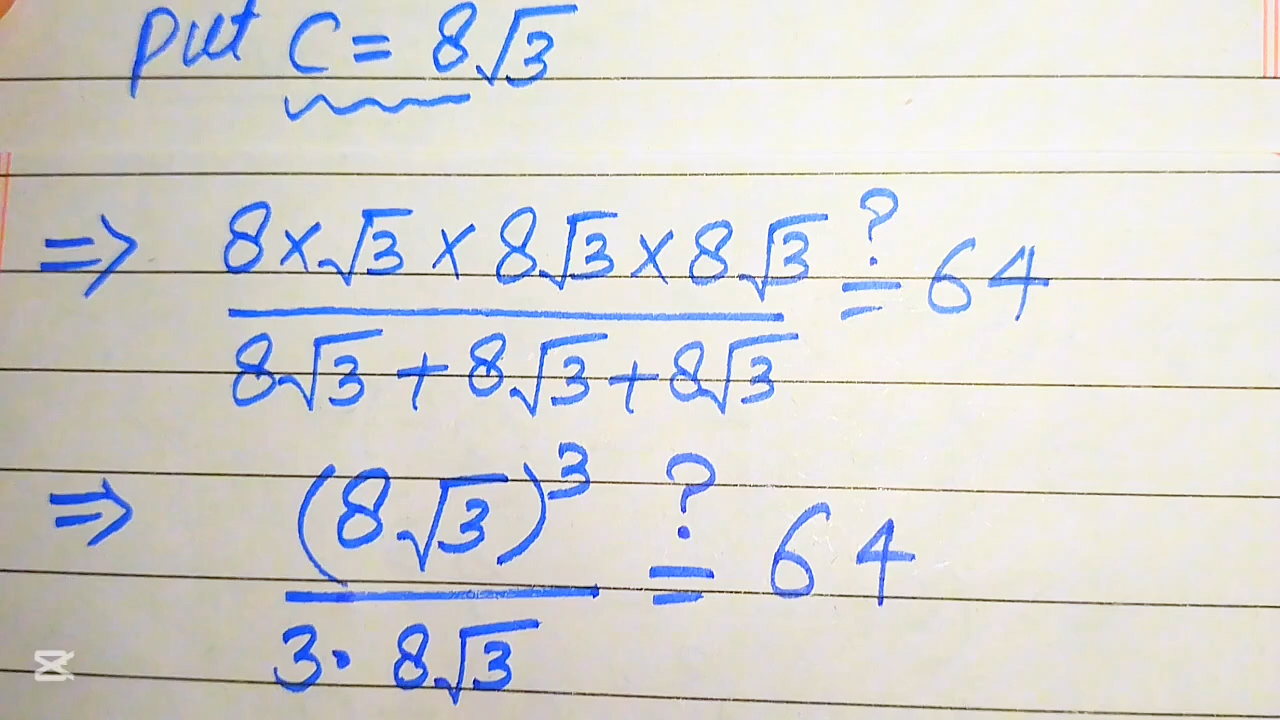 put C = 8√3
⇒ 8×√3 × 8√3 × 8√3 ?= 64
8√3 + 8√3 + 8√3
⇒ (8√3)³ ?= 64
3· 8√3